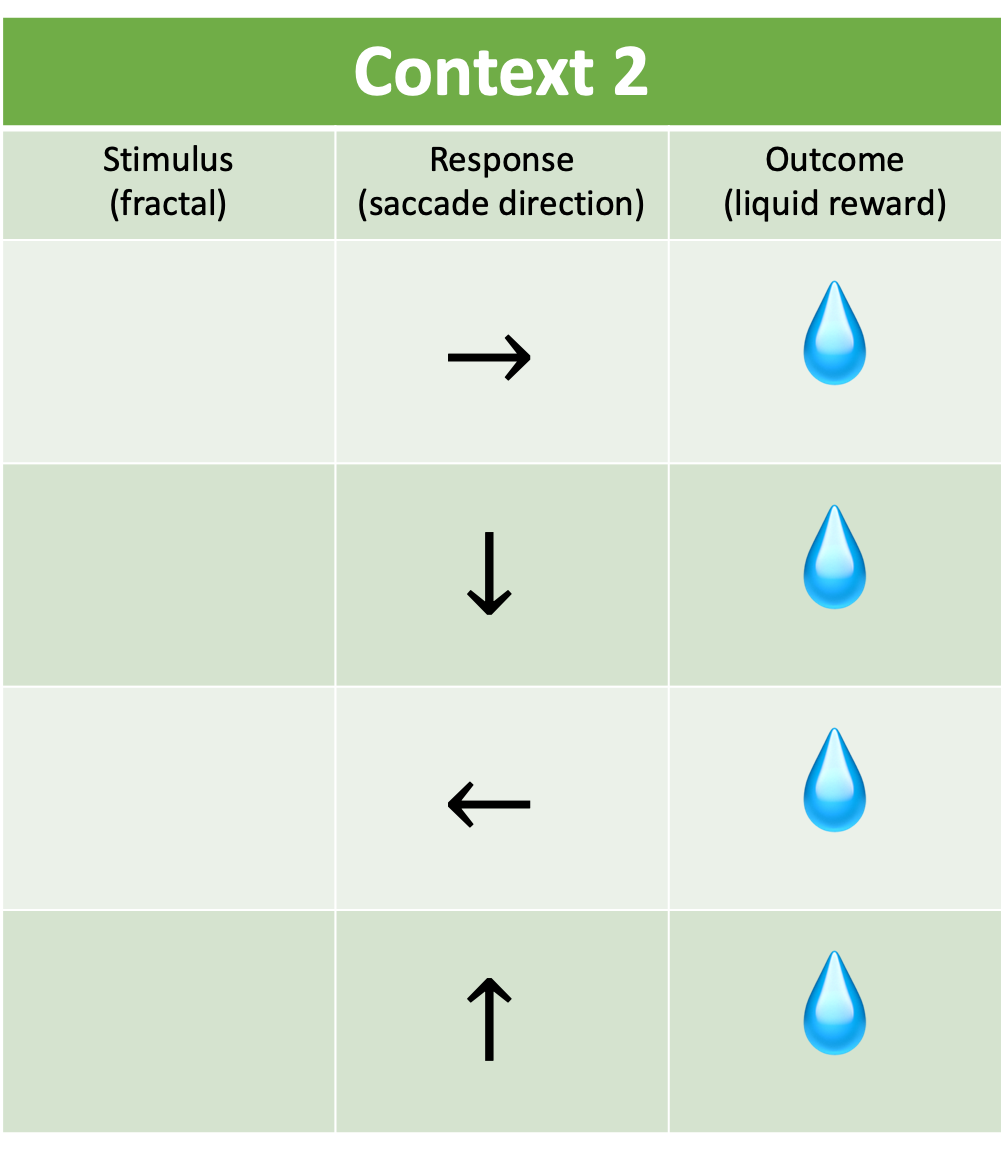 Context 2
Stimulus Response Outcome
(fractal) (saccade direction) (liquid reward)
→
↓
←
↑